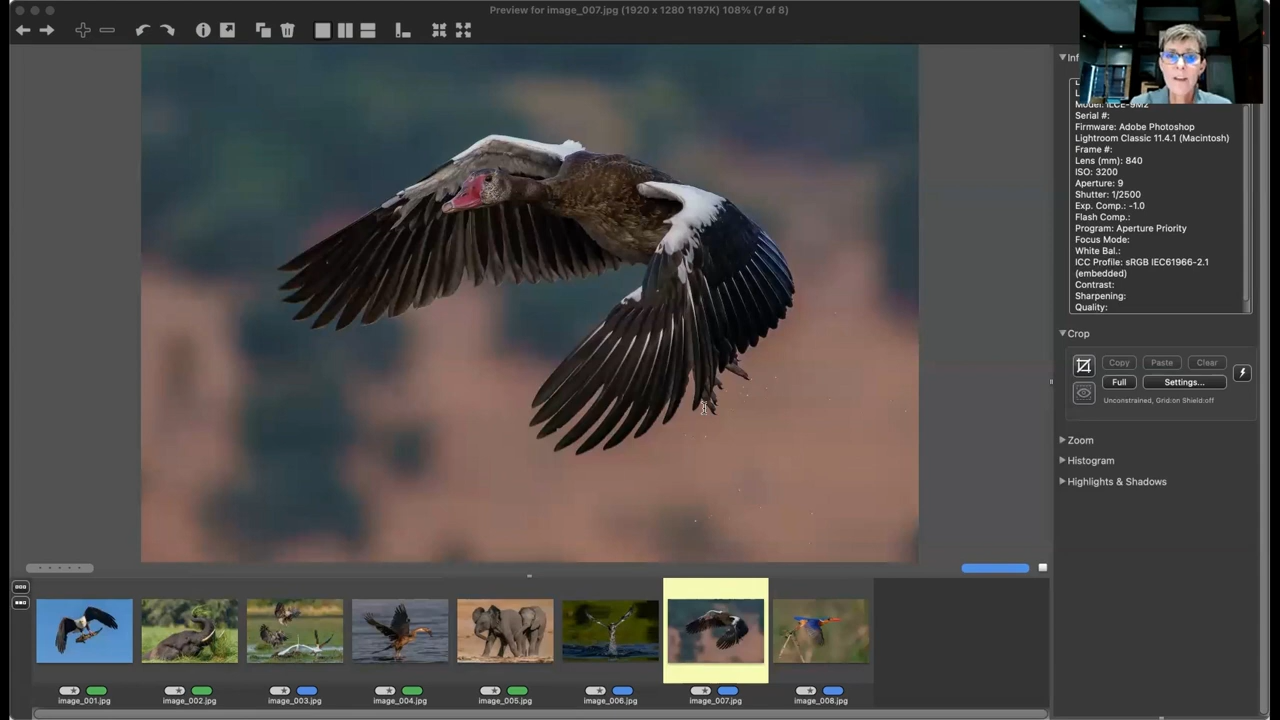 Preview for image_007.jpg (1920 x 1280 1197K) 108% (7 of 8)
Serial #:
Firmware: Adobe Photoshop
Lightroom Classic 11.4.1 (Macintosh)
Frame #:
Lens (mm): 840
ISO: 3200
Aperture: 9
Shutter: 1/2500
Exp. Comp.: -1.0
Flash Comp.:
Program: Aperture Priority
Focus Mode:
White Bal.:
ICC Profile: sRGB IEC61966-2.1
(embedded)
Contrast:
Sharpening:
Quality:
Crop
Copy Paste Clear
Full Settings...
Unconstrained, Grid:on Shield:off
Zoom
Histogram
Highlights & Shadows
image_001.jpg image_002.jpg image_003.jpg image_004.jpg image_005.jpg image_006.jpg image_007.jpg image_008.jpg